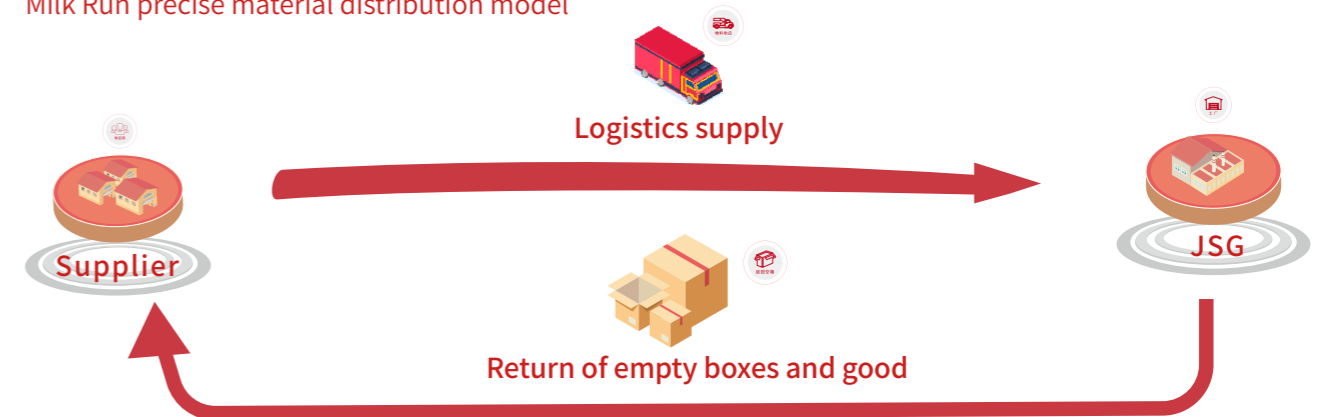 Milk Run precise material distribution model
Logistics supply
Supplier
JSG
Return of empty boxes and good